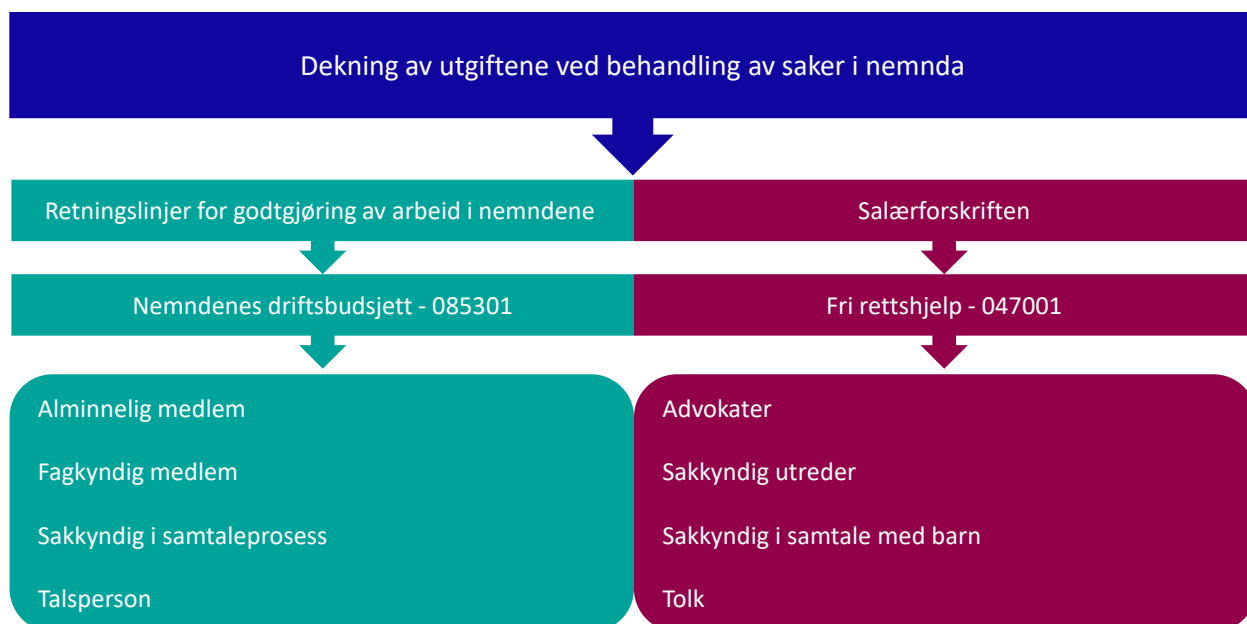 Dekning av utgiftene ved behandling av saker i nemnda
Retningslinjer for godtgjøring av arbeid i nemndene
Salærforskriften
Nemndenes driftsbudsjett - 085301
Fri rettshjelp - 047001
Alminnelig medlem
Fagkyndig medlem
Sakkyndig i samtaleprosess
Talsperson
Advokater
Sakkyndig utreder
Sakkyndig i samtale med barn
Tolk